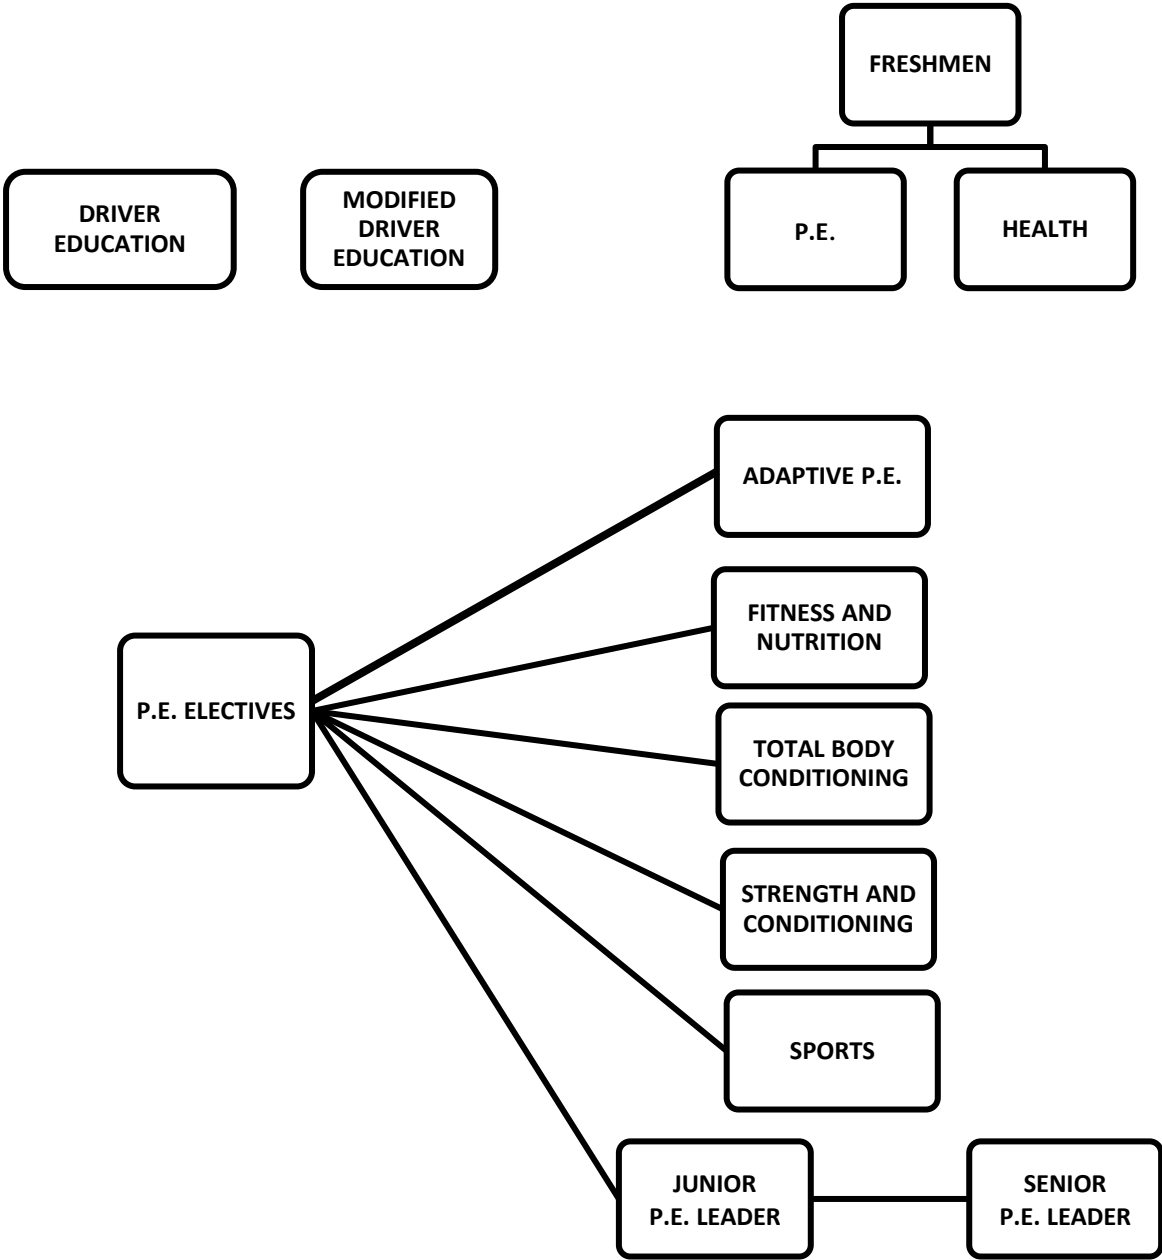 FRESHMEN
DRIVER
EDUCATION
MODIFIED
DRIVER
EDUCATION
P.E.
HEALTH
ADAPTIVE P.E.
FITNESS AND
NUTRITION
P.E. ELECTIVES
TOTAL BODY
CONDITIONING
STRENGTH AND
CONDITIONING
SPORTS
JUNIOR
P.E. LEADER
SENIOR
P.E. LEADER